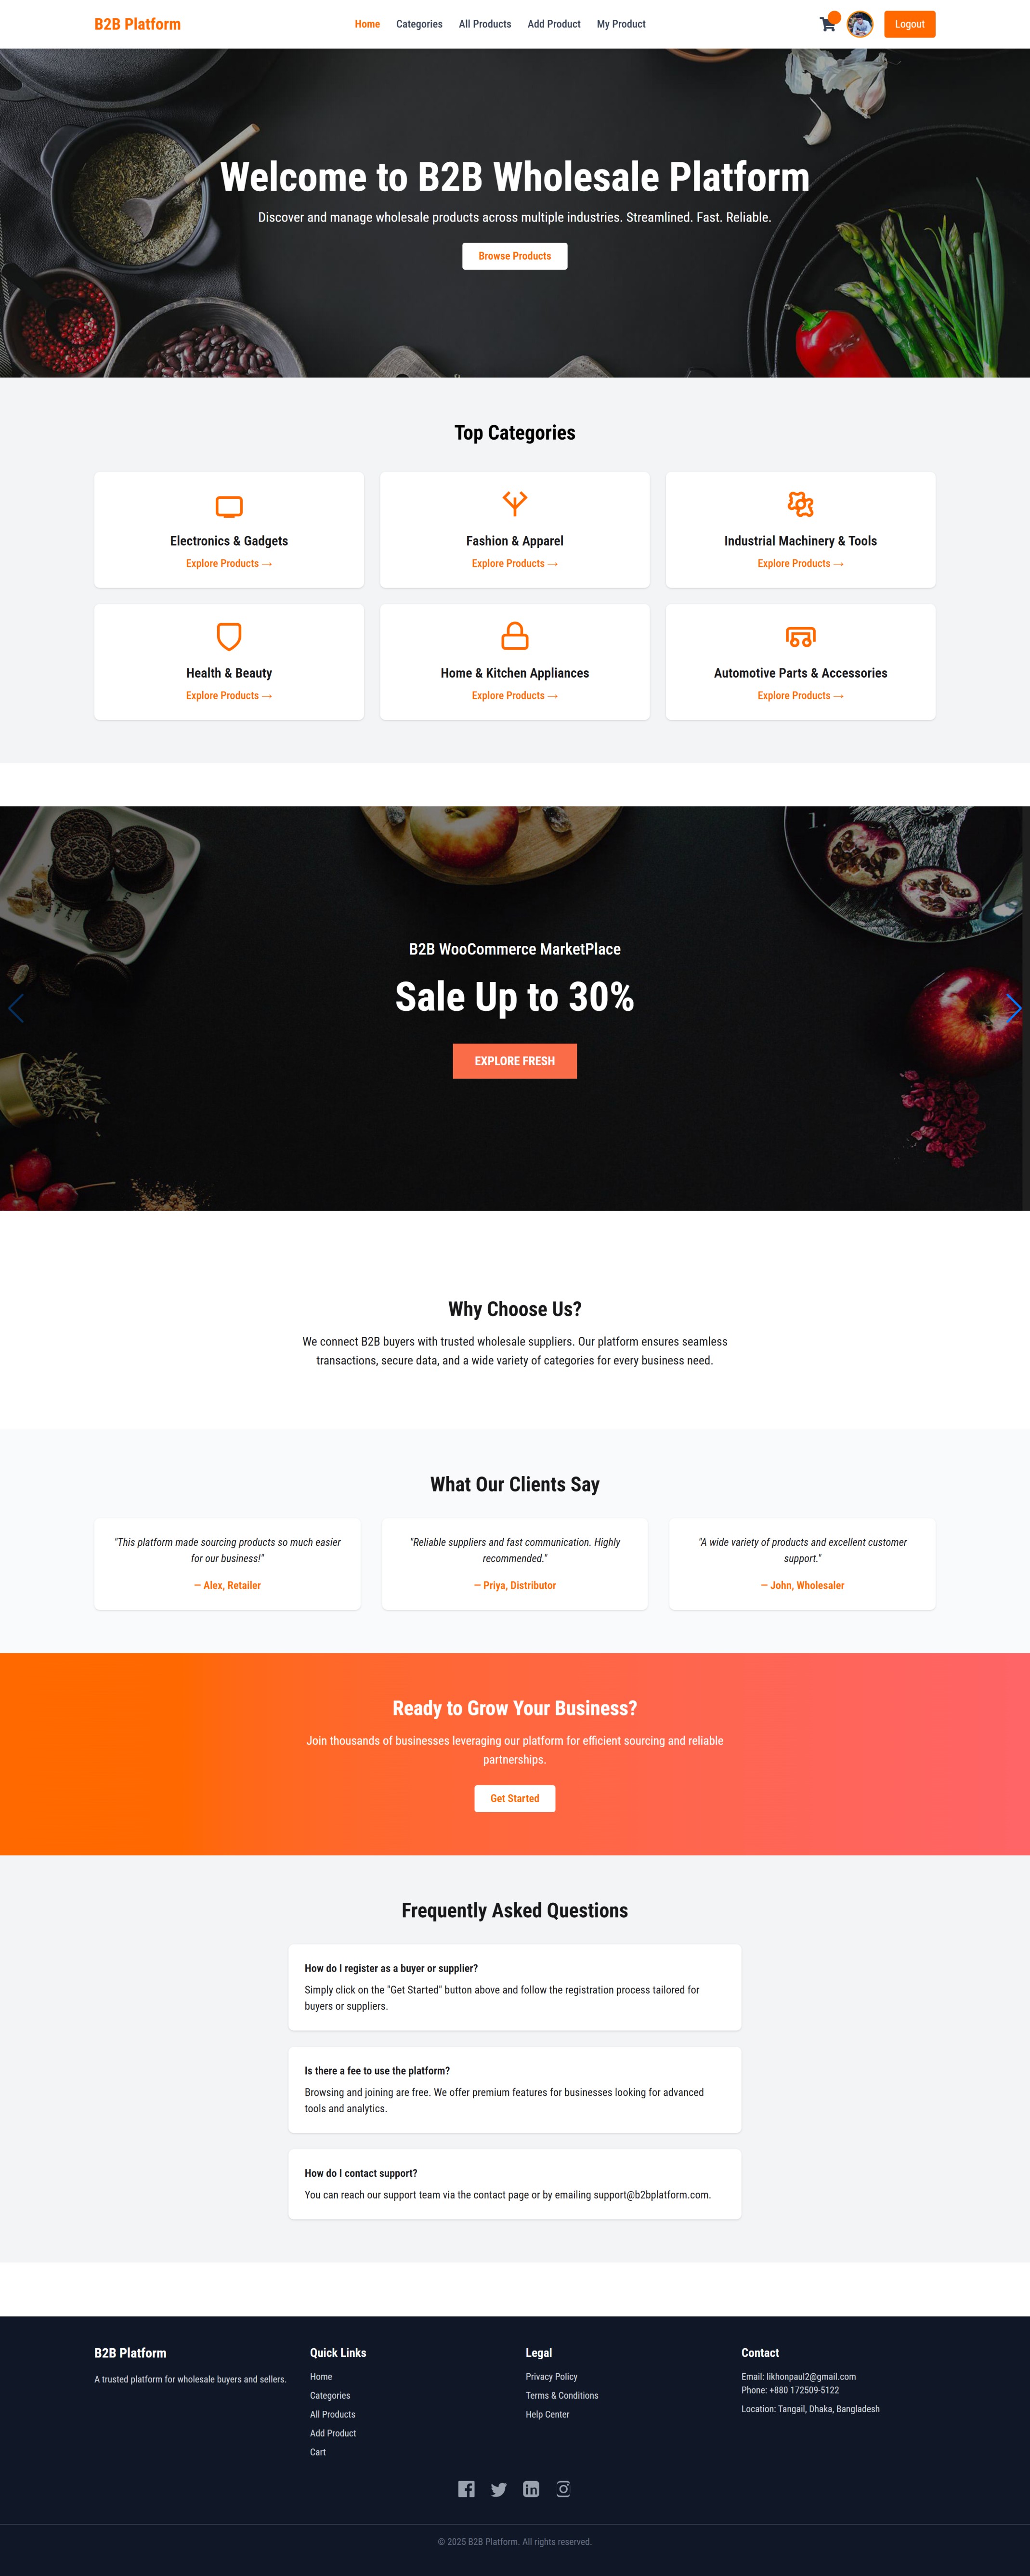 B2B Platform
Home
Categories
All Products
Add Product
My Product
Logout
Welcome to B2B Wholesale Platform
Discover and manage wholesale products across multiple industries. Streamlined. Fast. Reliable.
Browse Products
Top Categories
Electronics & Gadgets
Explore Products →
Fashion & Apparel
Explore Products →
Industrial Machinery & Tools
Explore Products →
Health & Beauty
Explore Products →
Home & Kitchen Appliances
Explore Products →
Automotive Parts & Accessories
Explore Products →
B2B WooCommerce MarketPlace
Sale Up to 30%
EXPLORE FRESH
Why Choose Us?
We connect B2B buyers with trusted wholesale suppliers. Our platform ensures seamless
transactions, secure data, and a wide variety of categories for every business need.
What Our Clients Say
"This platform made sourcing products so much easier
for our business!"
— Alex, Retailer
"Reliable suppliers and fast communication. Highly
recommended."
— Priya, Distributor
"A wide variety of products and excellent customer
support."
— John, Wholesaler
Ready to Grow Your Business?
Join thousands of businesses leveraging our platform for efficient sourcing and reliable
partnerships.
Get Started
Frequently Asked Questions
How do I register as a buyer or supplier?
Simply click on the "Get Started" button above and follow the registration process tailored for
buyers or suppliers.
Is there a fee to use the platform?
Browsing and joining are free. We offer premium features for businesses looking for advanced
tools and analytics.
How do I contact support?
You can reach our support team via the contact page or by emailing support@b2bplatform.com.
B2B Platform
A trusted platform for wholesale buyers and sellers.
Quick Links
Home
Categories
All Products
Add Product
Cart
Legal
Privacy Policy
Terms & Conditions
Help Center
Contact
Email: likhonpaul2@gmail.com
Phone: +880 172509-5122
Location: Tangail, Dhaka, Bangladesh
© 2025 B2B Platform. All rights reserved.